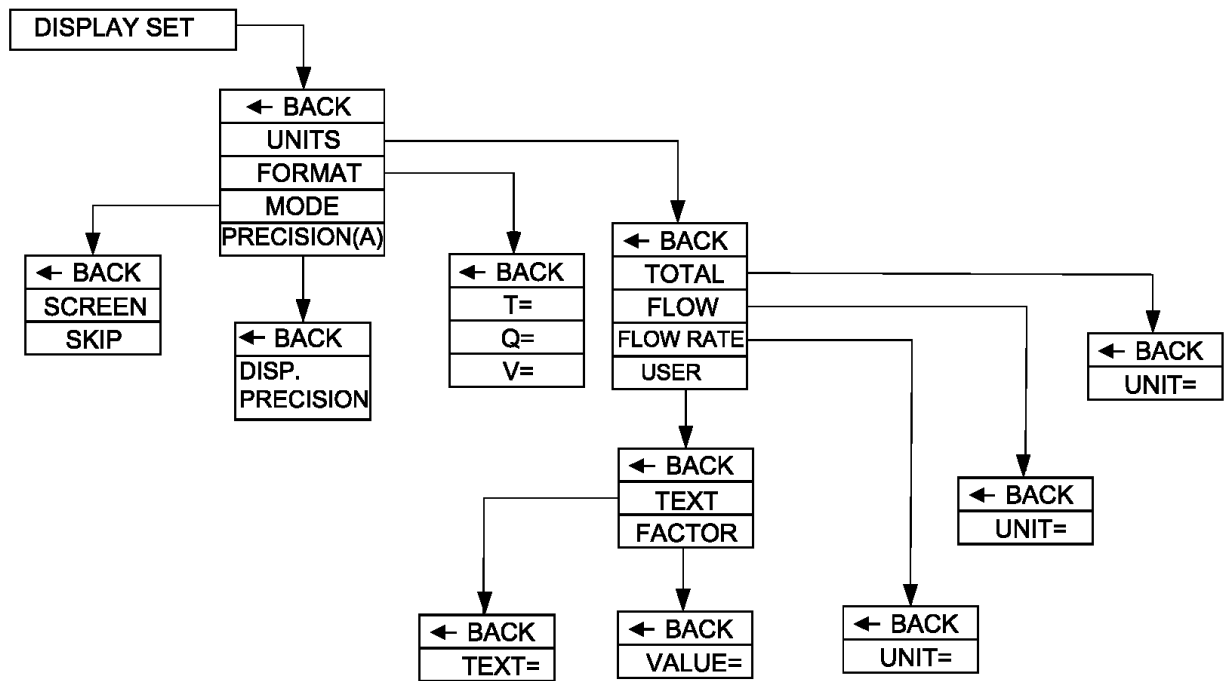 DISPLAY SET
← BACK
UNITS
FORMAT
MODE
PRECISION(A)
← BACK
SCREEN
SKIP
← BACK
DISP.
PRECISION
← BACK
T=
Q=
V=
← BACK
TOTAL
FLOW
FLOW RATE
USER
← BACK
UNIT=
← BACK
UNIT=
← BACK
UNIT=
← BACK
TEXT
FACTOR
← BACK
TEXT=
← BACK
VALUE=